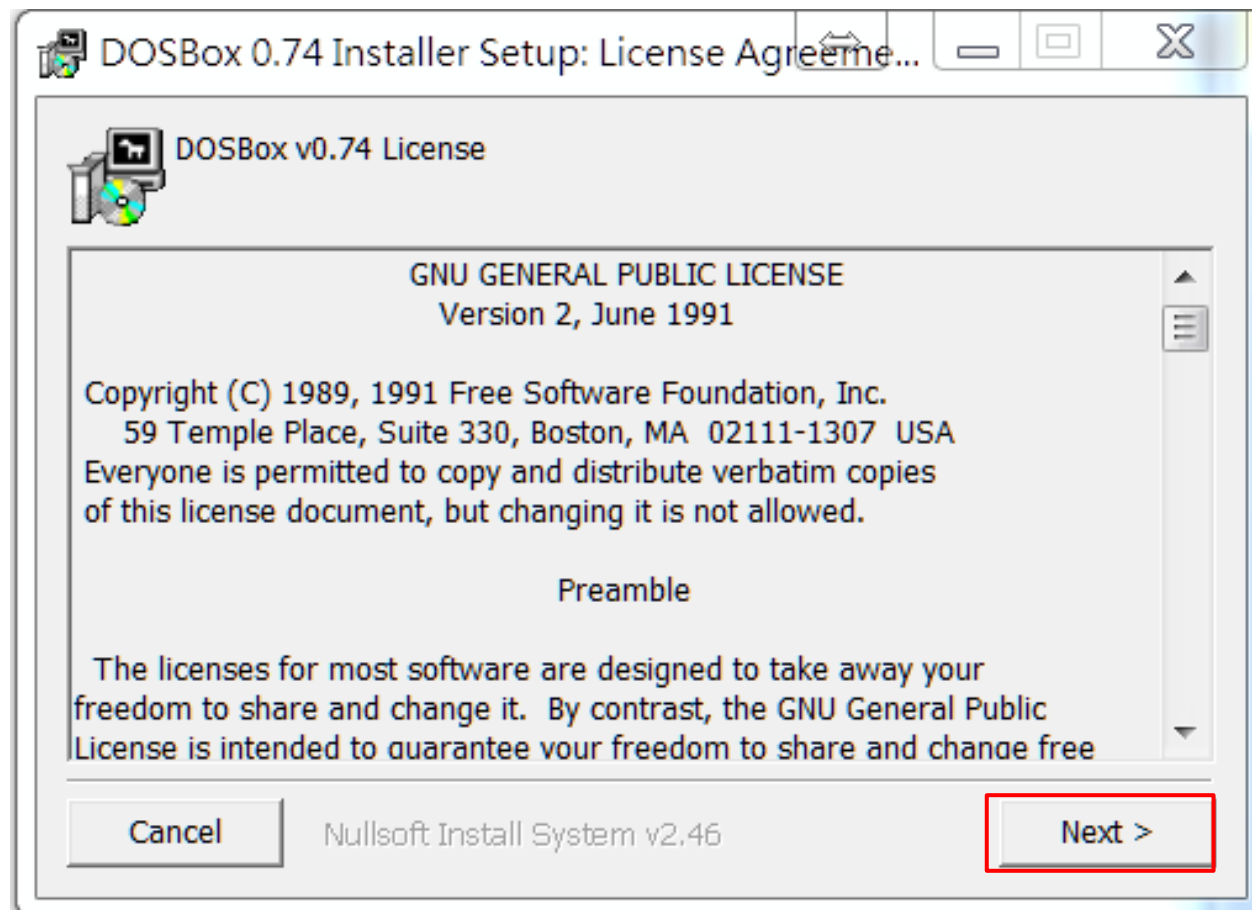 DOSBox 0.74 Installer Setup: License Agreeme...
DOSBox v0.74 License
GNU GENERAL PUBLIC LICENSE
Version 2, June 1991
Copyright (C) 1989, 1991 Free Software Foundation, Inc.
59 Temple Place, Suite 330, Boston, MA  02111-1307  USA
Everyone is permitted to copy and distribute verbatim copies
of this license document, but changing it is not allowed.
Preamble
The licenses for most software are designed to take away your
freedom to share and change it.  By contrast, the GNU General Public
License is intended to guarantee your freedom to share and change free
Cancel
Nullsoft Install System v2.46
Next >